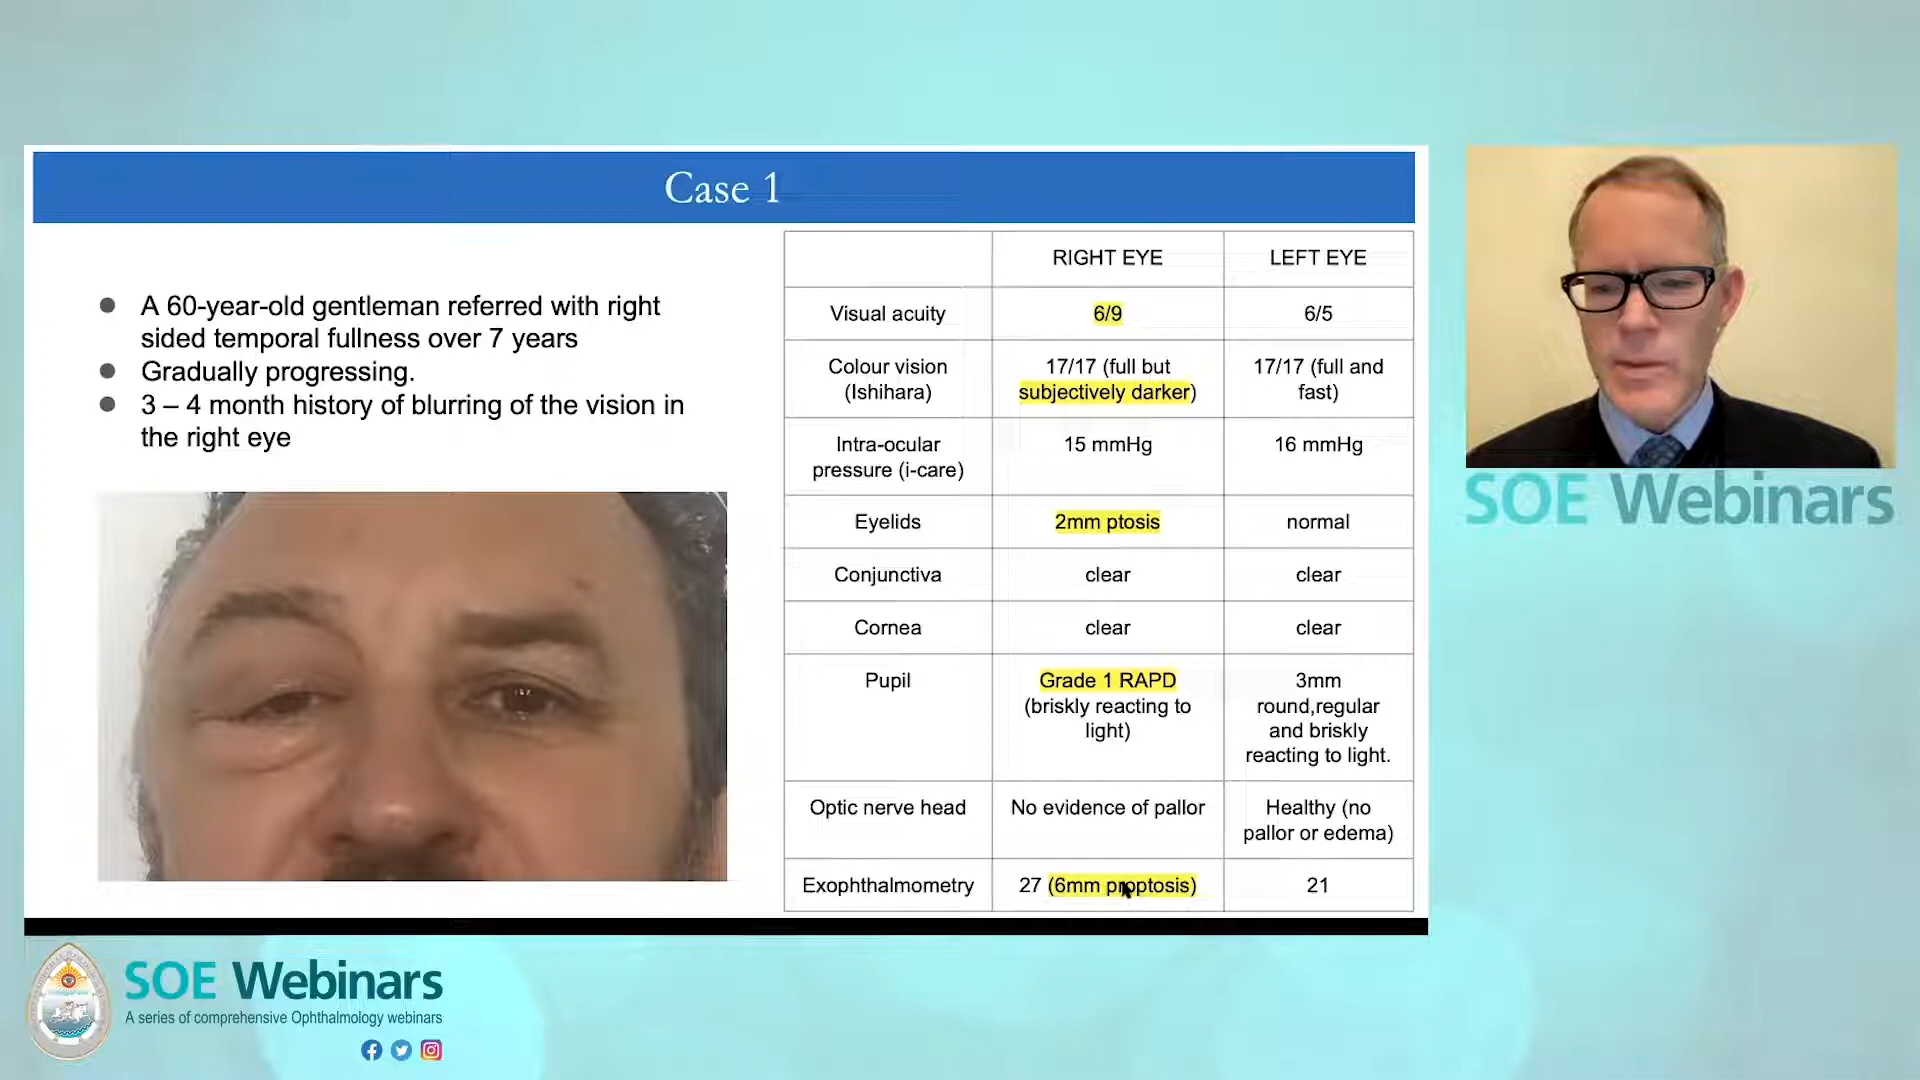 Case 1
● A 60-year-old gentleman referred with right
sided temporal fullness over 7 years
● Gradually progressing.
● 3 – 4 month history of blurring of the vision in
the right eye
RIGHT EYE LEFT EYE
Visual acuity 6/9 6/5
Colour vision
(Ishihara)
17/17 (full but
subjectively darker)
17/17 (full and
fast)
Intra-ocular
pressure (i-care)
15 mmHg 16 mmHg
Eyelids 2mm ptosis normal
Conjunctiva clear clear
Cornea clear clear
Pupil
Grade 1 RAPD
(briskly reacting to
light)
3mm
round,regular
and briskly
reacting to light.
Optic nerve head No evidence of pallor
Healthy (no
pallor or edema)
Exophthalmometry 27 (6mm proptosis) 21
SOE Webinars
SOE Webinars
A series of comprehensive Ophthalmology webinars